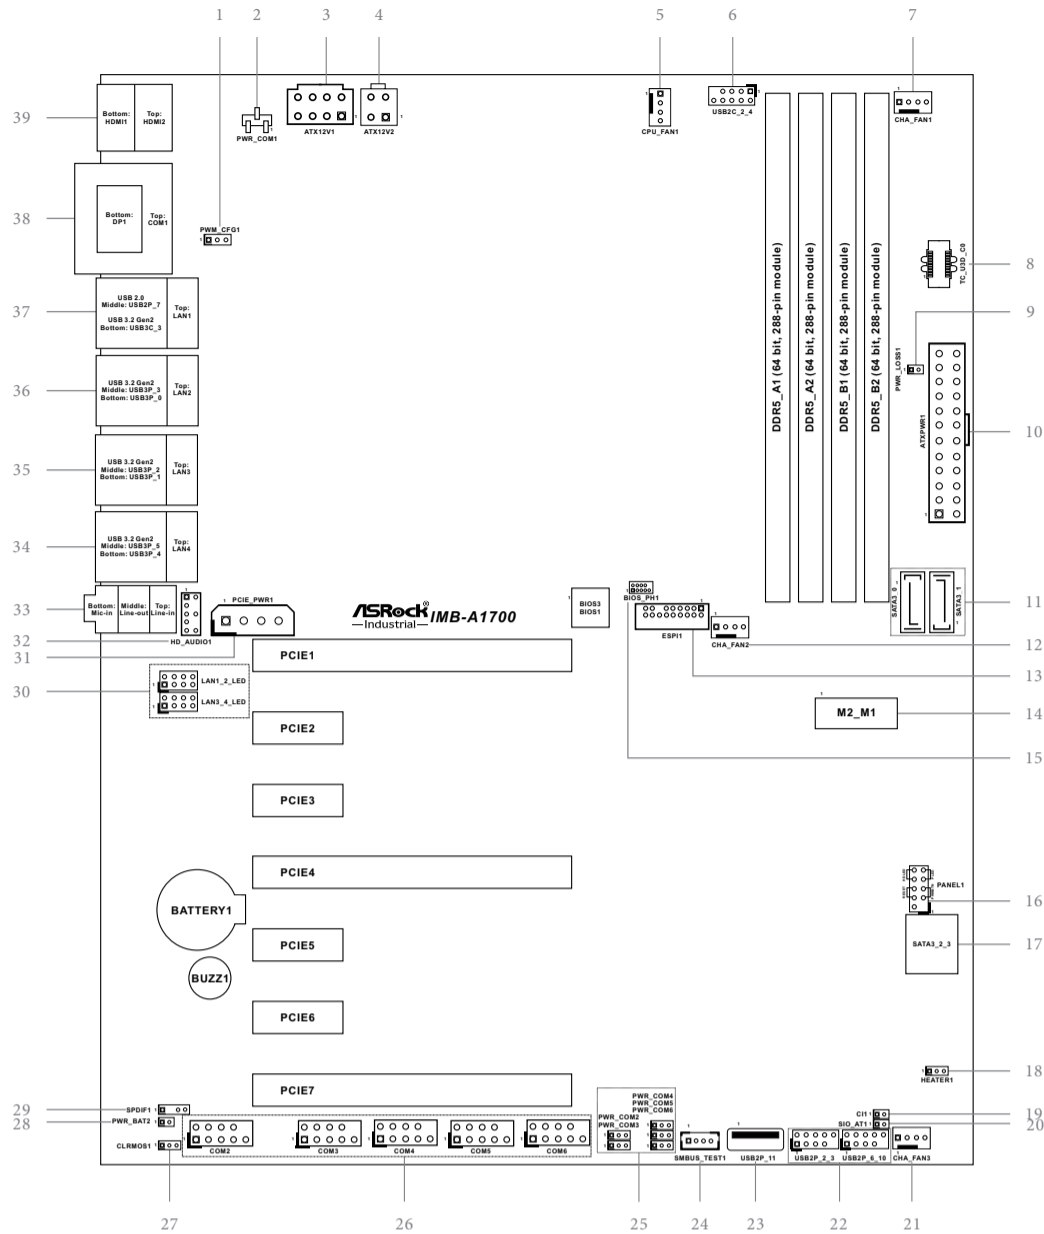 1 2 3 4 5 6 7
39
Bottom: HDMI1
Top: HDMI2
PWR_COM1
ATX12V1
ATX12V2
CPU_FAN1
USB2C_2_4
CHA_FAN1
38
Bottom: DP1
Top: COM1
PWM_CFG1
8
TC_U3D_C0
37
USB 2.0
Middle: USB2P_7
USB 3.2 Gen2
Bottom: USB3C_3
Top: LAN1
9
PWR_LOSS1
36
USB 3.2 Gen2
Middle: USB3P_3
Bottom: USB3P_0
Top: LAN2
DDR5_A1 (64 bit, 288-pin module)
DDR5_A2 (64 bit, 288-pin module)
DDR5_B1 (64 bit, 288-pin module)
DDR5_B2 (64 bit, 288-pin module)
ATXPWR1
10
35
USB 3.2 Gen2
Middle: USB3P_2
Bottom: USB3P_1
Top: LAN3
34
USB 3.2 Gen2
Middle: USB3P_5
Bottom: USB3P_4
Top: LAN4
33
Bottom: Mic-in
Middle: Line-out
Top: Line-in
HD_AUDIO1
PCIE_PWR1
ASRock Industrial
IMB-A1700
BIOS3
BIOS1
BIOS_PH1
ESPI1
CHA_FAN2
SATA3_0
SATA3_1
11
32
31
12
13
30
LAN1_2_LED
LAN3_4_LED
PCIE1
PCIE2
M2_M1
14
15
PCIE3
PCIE4
BATTERY1
PANEL1
16
PCIE5
SATA3_2_3
17
BUZZ1
PCIE6
HEATER1
18
PCIE7
29
SPDIF1
28
PWR_BAT2
CLRMOS1
COM2
COM3
COM4
COM5
COM6
PWR_COM4
PWR_COM5
PWR_COM6
PWR_COM2
PWR_COM3
SMBUS_TEST1
USB2P_11
USB2P_2_3
USB2P_6_10
CI1
SIO_AT1
CHA_FAN3
19
20
27 26 25 24 23 22 21